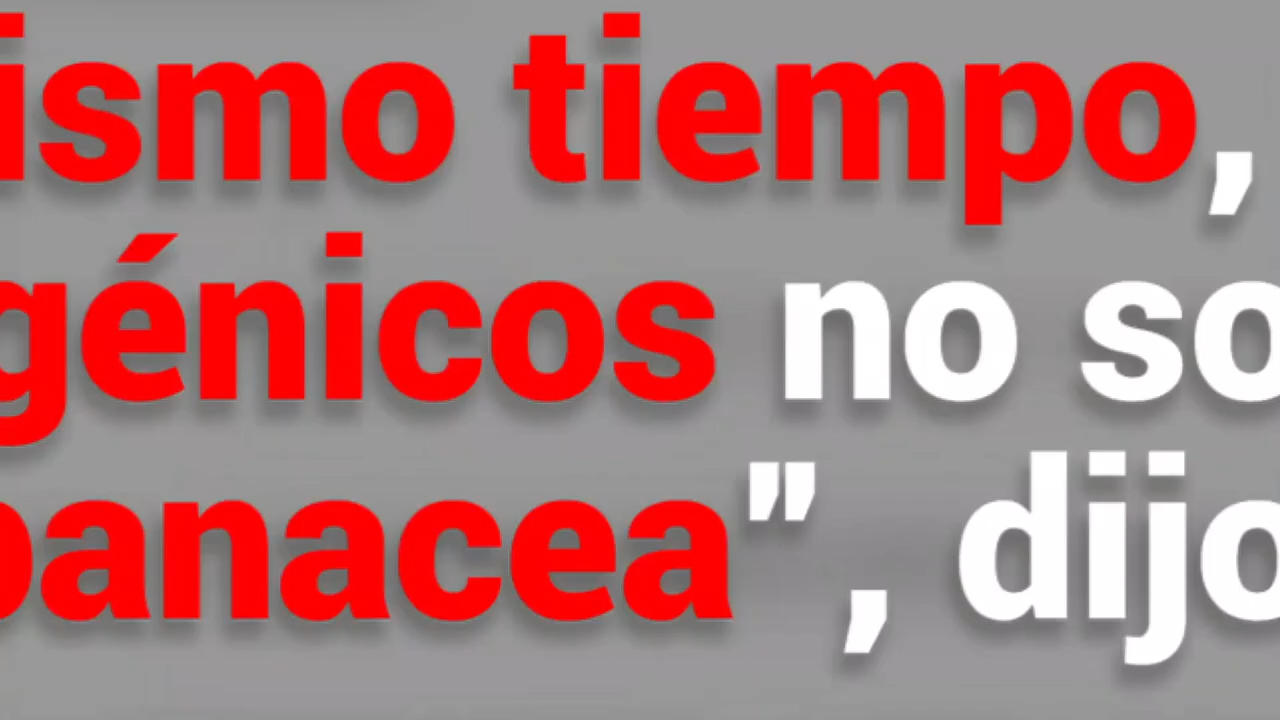 ismo tiempo,
génicos no so
panacea", dijo